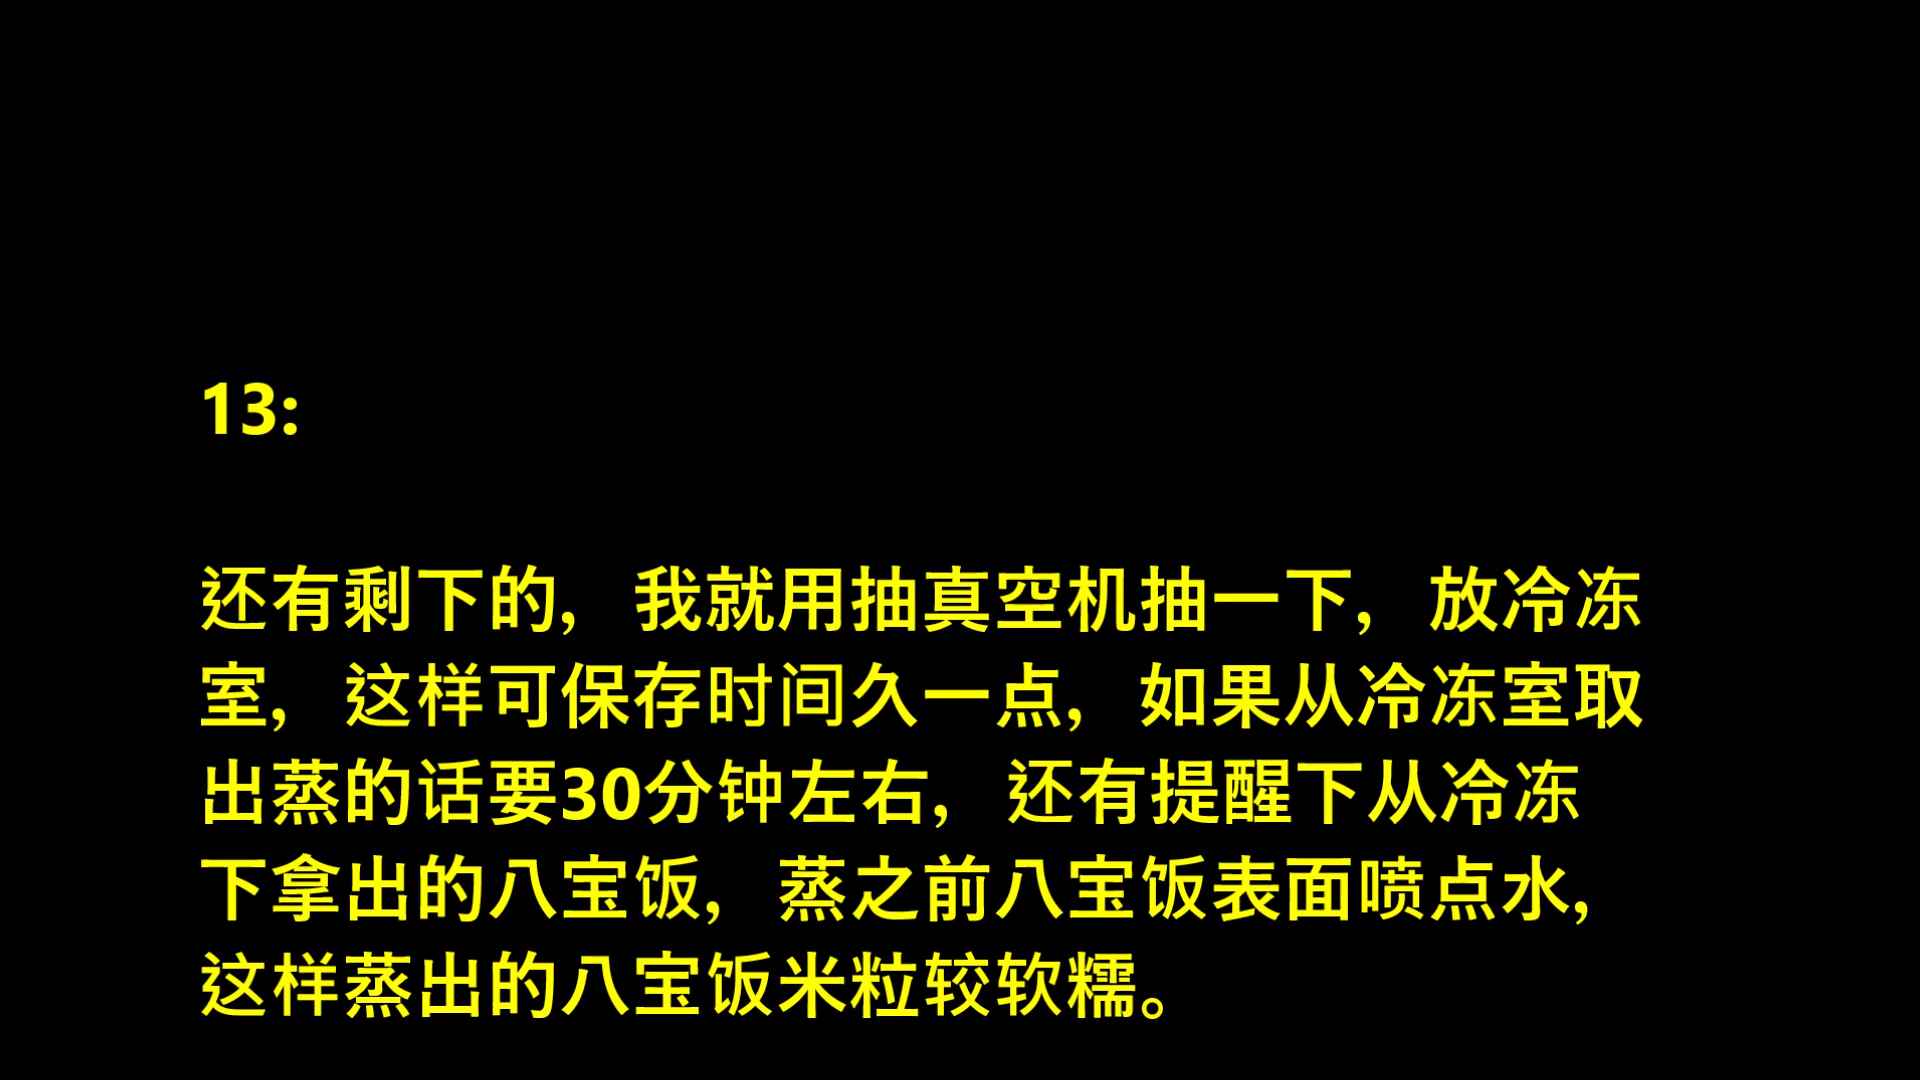 13:
还有剩下的，我就用抽真空机抽一下，放冷冻
室，这样可保存时间久一点，如果从冷冻室取
出蒸的话要30分钟左右，还有提醒下从冷冻
下拿出的八宝饭，蒸之前八宝饭表面喷点水，
这样蒸出的八宝饭米粒较软糯。